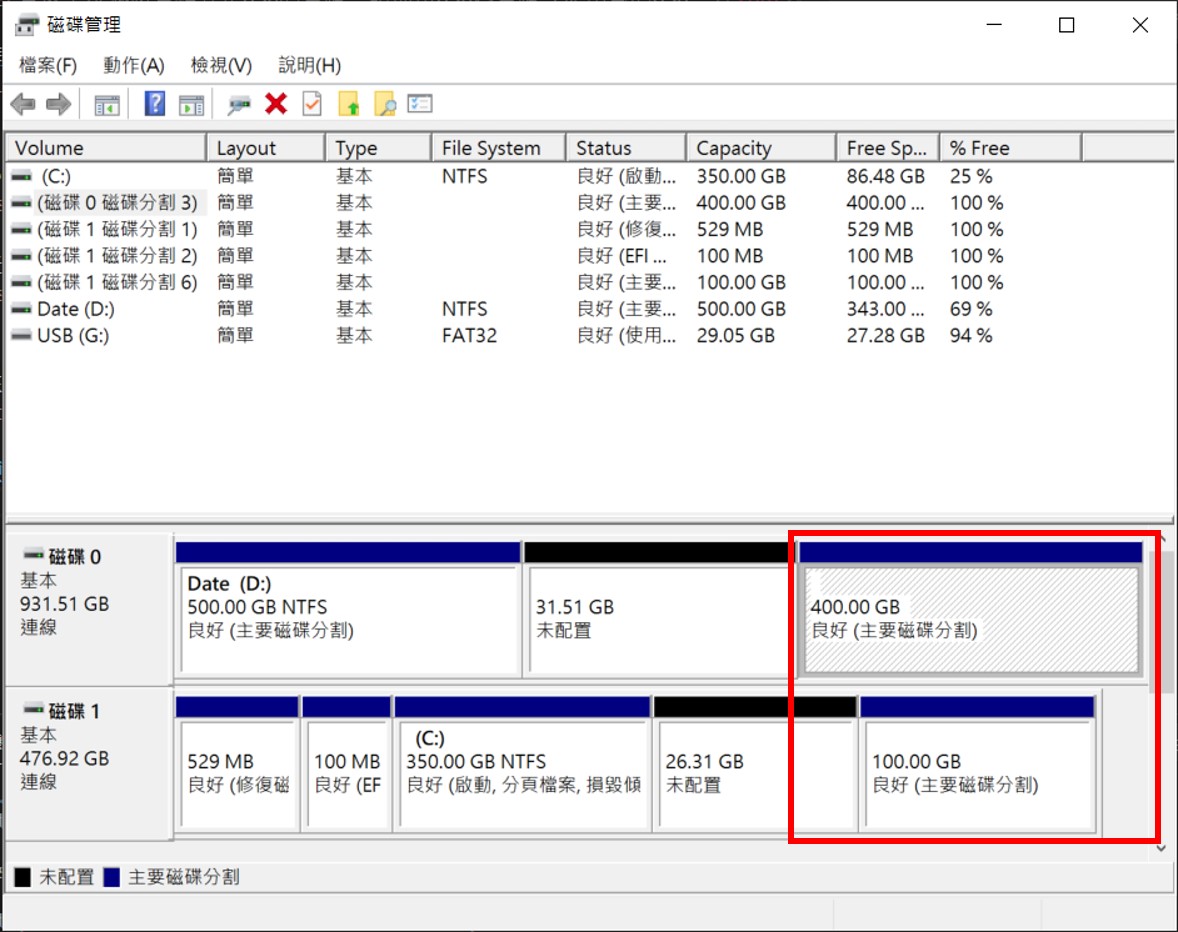 磁碟管理
檔案(F) 動作(A) 檢視(V) 說明(H)
Volume Layout Type File System Status Capacity Free Sp... % Free
(C:) 簡單 基本 NTFS 良好 (啟動... 350.00 GB 86.48 GB 25 %
(磁碟 0 磁碟分割 3) 簡單 基本 良好 (主要... 400.00 GB 400.00 ... 100 %
(磁碟 1 磁碟分割 1) 簡單 基本 良好 (修復... 529 MB 529 MB 100 %
(磁碟 1 磁碟分割 2) 簡單 基本 良好 (EFI ... 100 MB 100 MB 100 %
(磁碟 1 磁碟分割 6) 簡單 基本 良好 (主要... 100.00 GB 100.00 ... 100 %
Date (D:) 簡單 基本 NTFS 良好 (主要... 500.00 GB 343.00 ... 69 %
USB (G:) 簡單 基本 FAT32 良好 (使用... 29.05 GB 27.28 GB 94 %
磁碟 0
基本
931.51 GB
連線
Date (D:)
500.00 GB NTFS
良好 (主要磁碟分割)
31.51 GB
未配置
400.00 GB
良好 (主要磁碟分割)
磁碟 1
基本
476.92 GB
連線
529 MB
良好 (修復磁
100 MB
良好 (EF
(C:)
350.00 GB NTFS
良好 (啟動, 分頁檔案, 損毀傾
26.31 GB
未配置
100.00 GB
良好 (主要磁碟分割)
未配置 主要磁碟分割